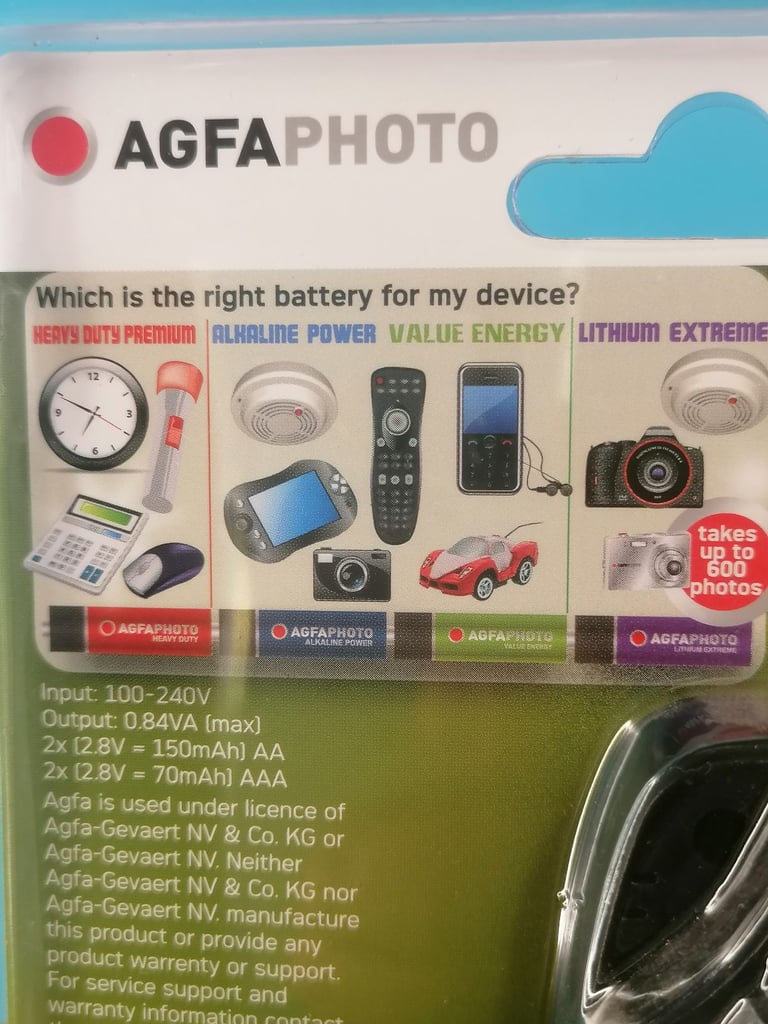 AGFAPHOTO
Which is the right battery for my device?
HEAVY DUTY PREMIUM
ALKALINE POWER
VALUE ENERGY
LITHIUM EXTREME
12
9
3
6
takes
up to
600
photos
AGFAPHOTO
HEAVY DUTY
AGFAPHOTO
ALKALINE POWER
AGFAPHOTO
VALUE ENERGY
AGFAPHOTO
LITHIUM EXTREME
Input: 100-240V
Output: 0.84VA (max)
2x (2.8V = 150mAh) AA
2x (2.8V = 70mAh) AAA
Agfa is used under licence of
Agfa-Gevaert NV & Co. KG or
Agfa-Gevaert NV. Neither
Agfa-Gevaert NV & Co. KG nor
Agfa-Gevaert NV. manufacture
this product or provide any
product warrenty or support.
For service support and
warranty information contact